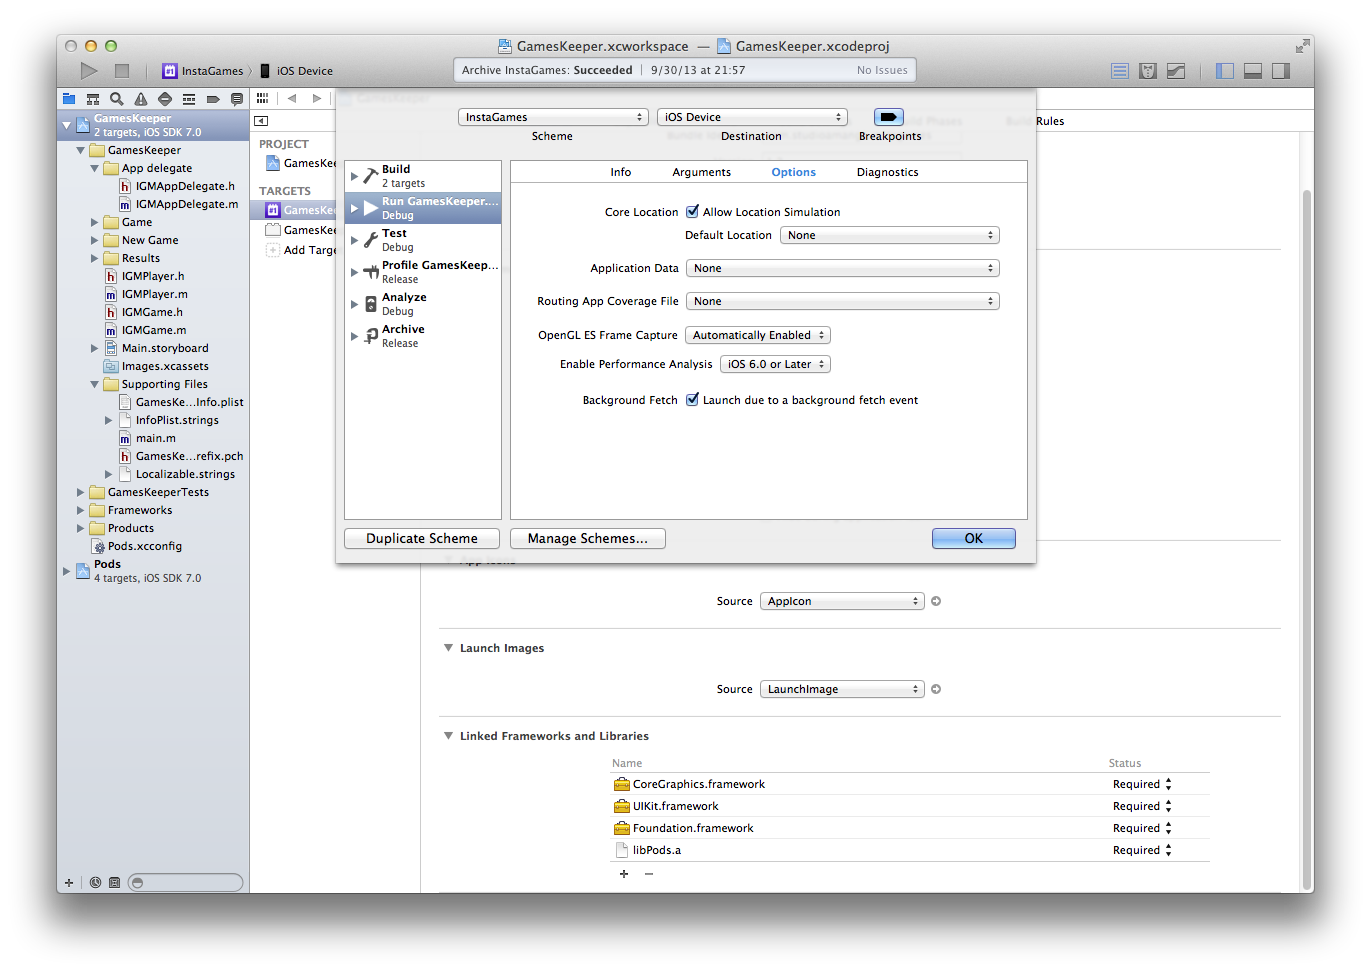 GamesKeeper.xcworkspace — GamesKeeper.xcodeproj
InstaGames
iOS Device
Archive InstaGames: Succeeded | 9/30/13 at 21:57
No Issues
GamesKeeper
2 targets, iOS SDK 7.0
GamesKeeper
App delegate
IGMAppDelegate.h
IGMAppDelegate.m
Game
New Game
Results
IGMPlayer.h
IGMPlayer.m
IGMGame.h
IGMGame.m
Main.storyboard
Images.xcassets
Supporting Files
GamesKe...Info.plist
InfoPlist.strings
main.m
GamesKe...refix.pch
Localizable.strings
GamesKeeperTests
Frameworks
Products
Pods.xcconfig
Pods
4 targets, iOS SDK 7.0
PROJECT
GamesKee
TARGETS
GamesKee
GamesKee
Add Targe
InstaGames
iOS Device
Scheme
Destination
Breakpoints
Rules
Build
2 targets
Run GamesKeeper....
Debug
Test
Debug
Profile GamesKeep...
Release
Analyze
Debug
Archive
Release
Info
Arguments
Options
Diagnostics
Core Location
Allow Location Simulation
Default Location
None
Application Data
None
Routing App Coverage File
None
OpenGL ES Frame Capture
Automatically Enabled
Enable Performance Analysis
iOS 6.0 or Later
Background Fetch
Launch due to a background fetch event
Duplicate Scheme
Manage Schemes...
OK
App Icons
Source
AppIcon
Launch Images
Source
LaunchImage
Linked Frameworks and Libraries
Name
Status
CoreGraphics.framework
Required
UIKit.framework
Required
Foundation.framework
Required
libPods.a
Required